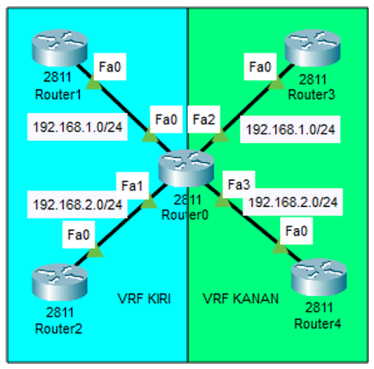 2811
Router1
Fa0
Fa0
2811
Router3
192.168.1.0/24
Fa0
Fa2
192.168.1.0/24
2811
Router0
192.168.2.0/24
Fa1
Fa3
192.168.2.0/24
Fa0
Fa0
2811
Router2
VRF KIRI
VRF KANAN
2811
Router4